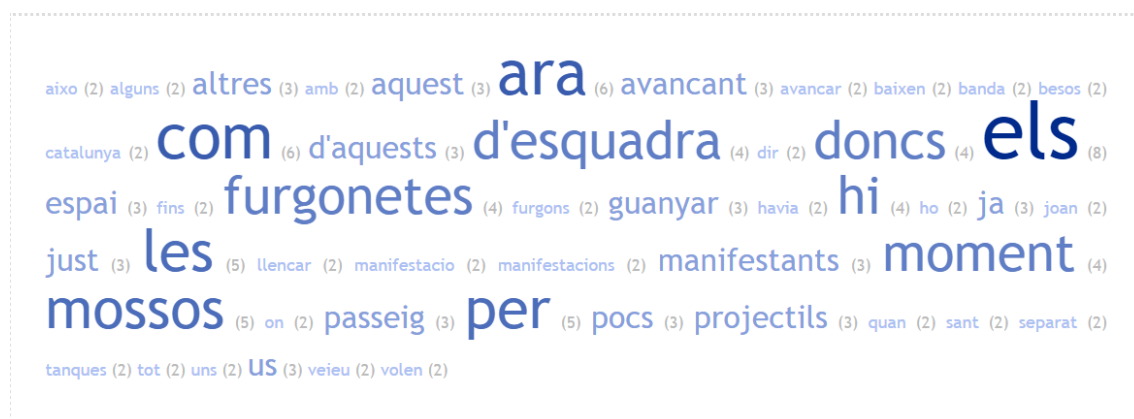 aixo (2) alguns (2) altres (3) amb (2) aquest (3) ara (6) avancant (3) avancar (2) baixen (2) banda (2) besos (2)
catalunya (2) com (6) d'aquests (3) d'esquadra (4) dir (2) doncs (4) els (8)
espai (3) fins (2) furgonetes (4) furgons (2) guanyar (3) havia (2) hi (4) ho (2) ja (3) joan (2)
just (3) les (5) llencar (2) manifestacio (2) manifestacions (2) manifestants (3) moment (4)
mossos (5) on (2) passeig (3) per (5) pocs (3) projectils (3) quan (2) sant (2) separat (2)
tanques (2) tot (2) uns (2) us (3) veieu (2) volen (2)